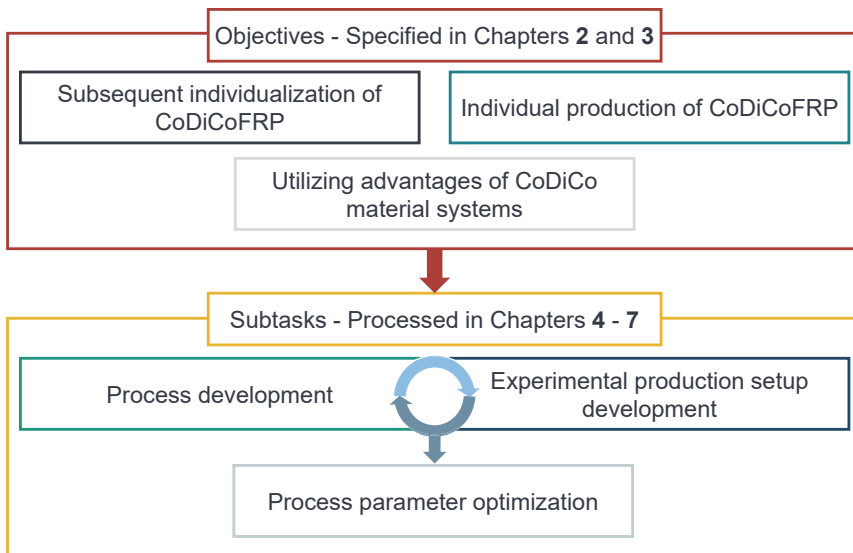 Objectives - Specified in Chapters 2 and 3
Subsequent individualization of
CoDiCoFRP
Individual production of CoDiCoFRP
Utilizing advantages of CoDiCo
material systems
Subtasks - Processed in Chapters 4 - 7
Process development
Experimental production setup
development
Process parameter optimization